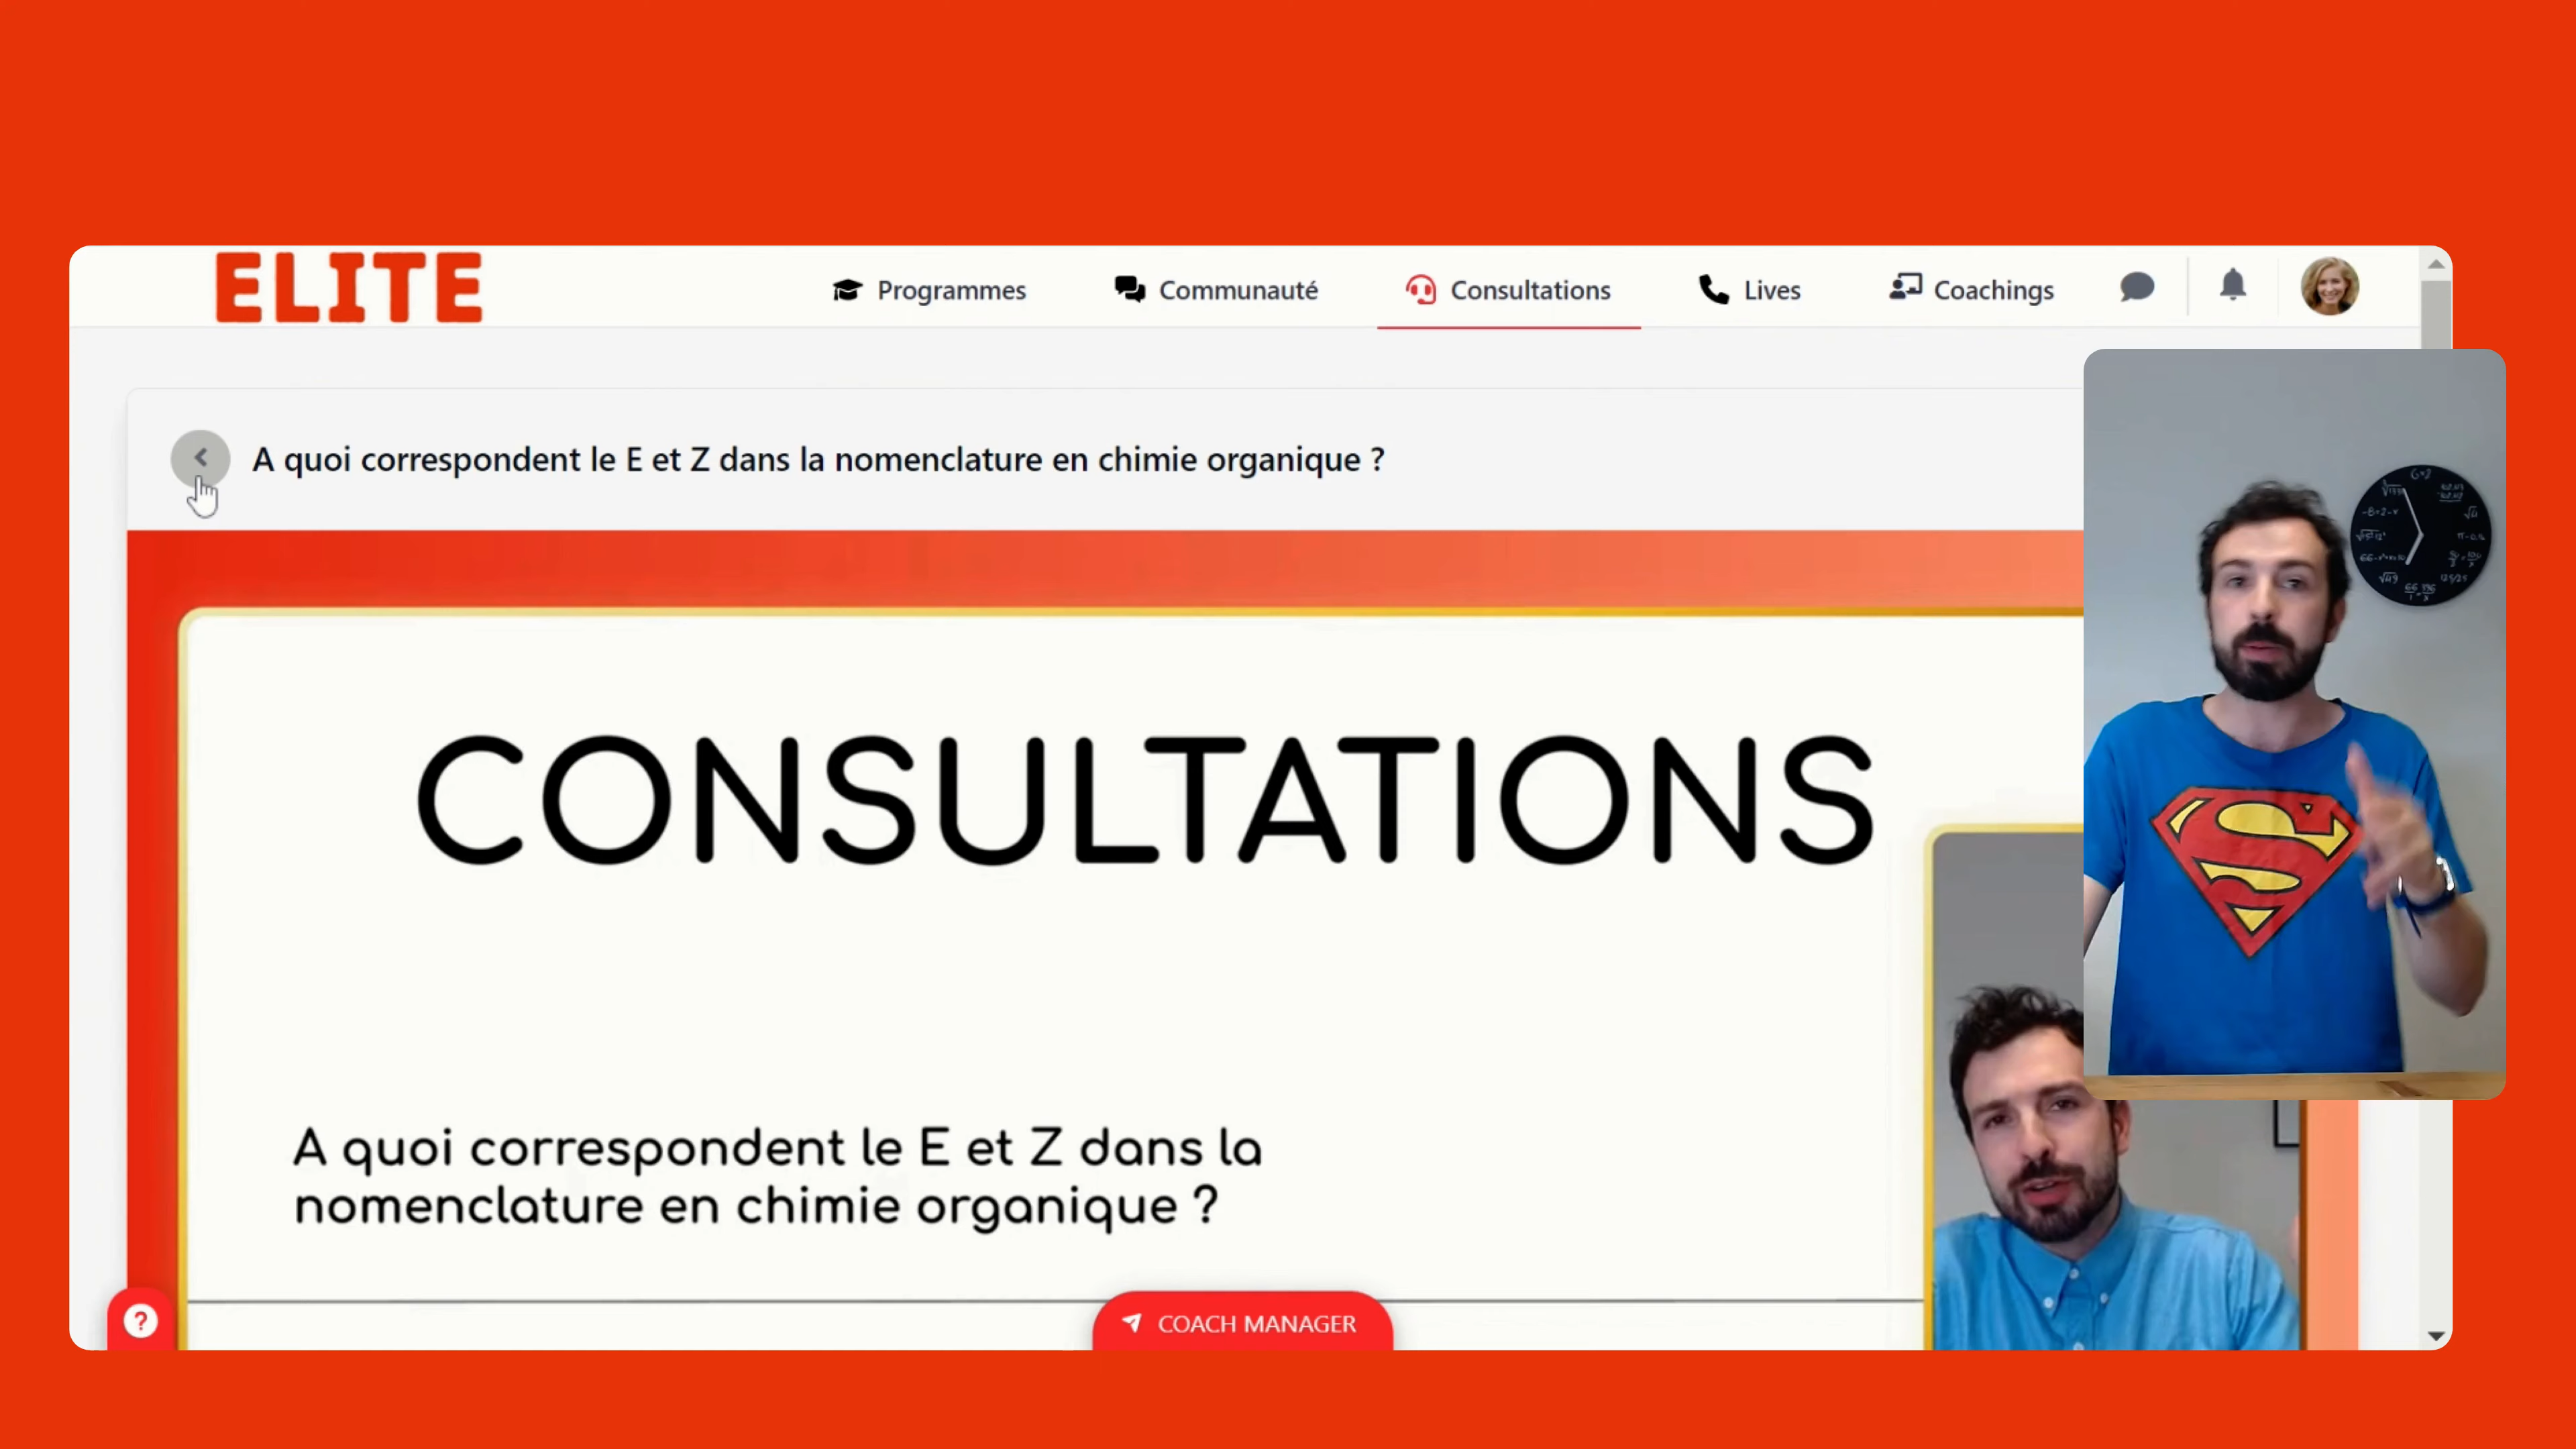 ELITE
Programmes
Communauté
Consultations
Lives
Coachings
A quoi correspondent le E et Z dans la nomenclature en chimie organique ?
CONSULTATIONS
A quoi correspondent le E et Z dans la
nomenclature en chimie organique ?
S
?
COACH MANAGER